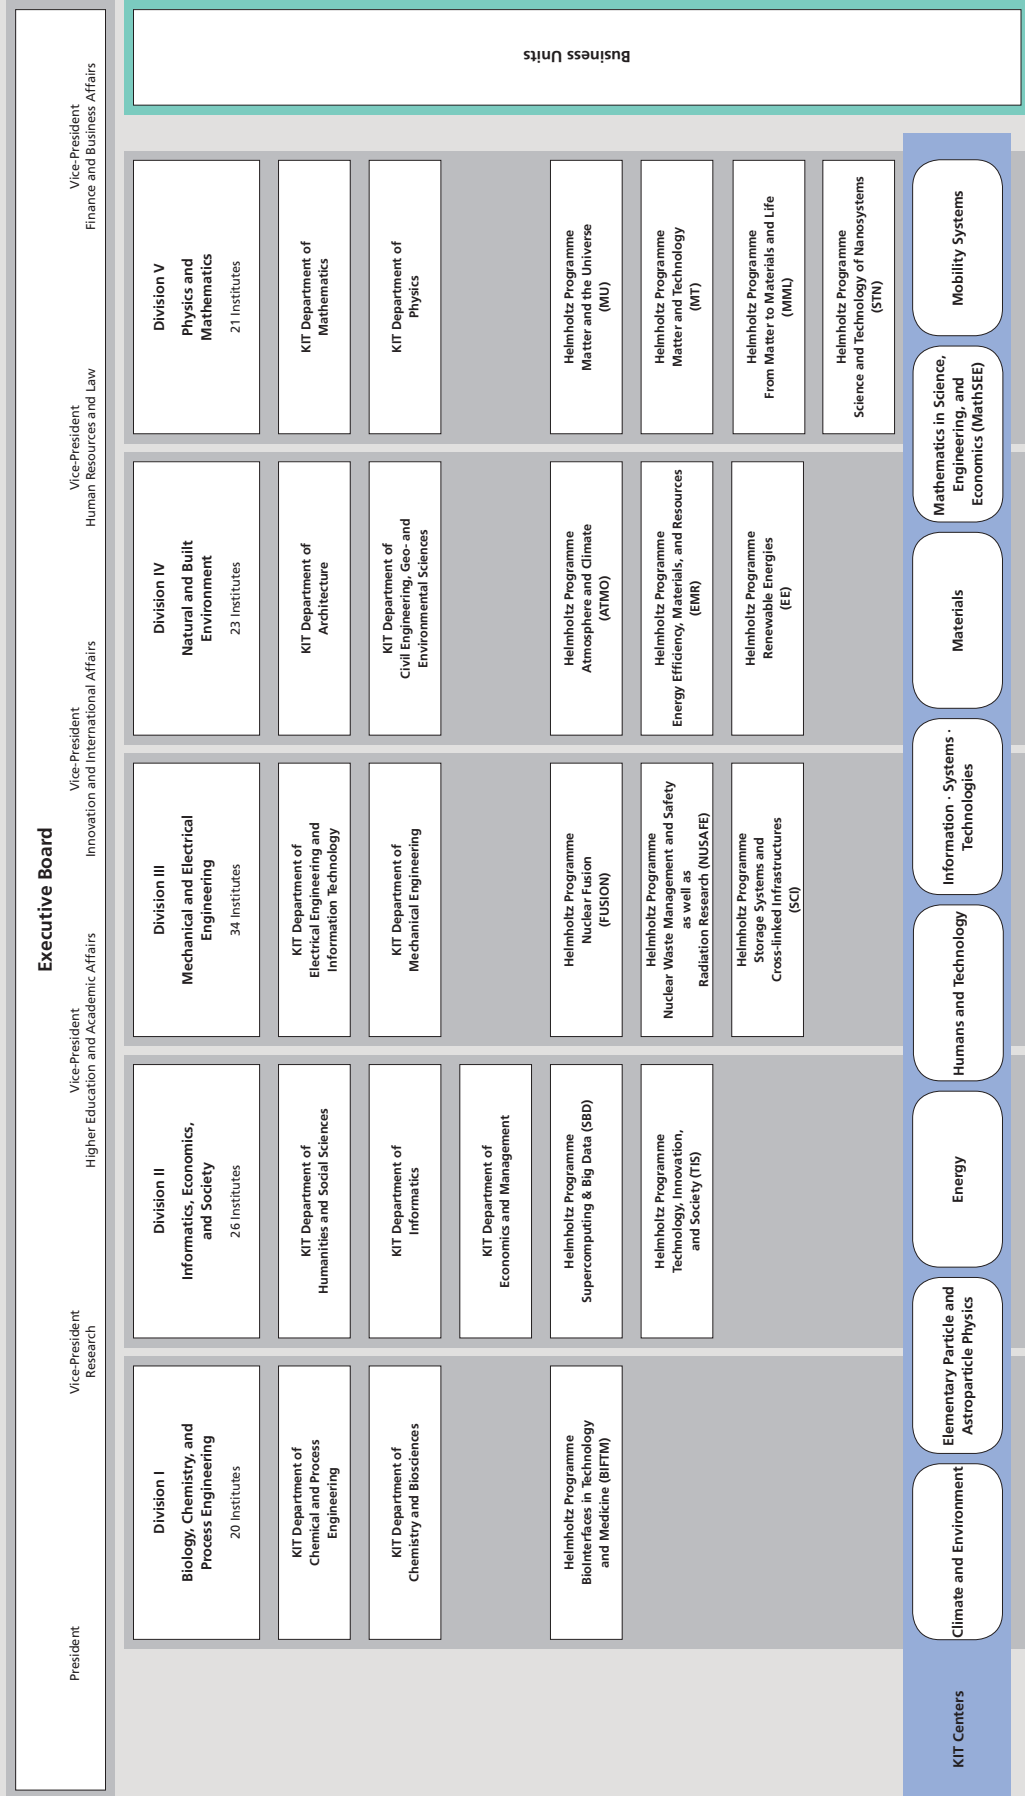 Executive Board
President
Vice-President
Research
Vice-President
Higher Education and Academic Affairs
Vice-President
Innovation and International Affairs
Vice-President
Human Resources and Law
Vice-President
Finance and Business Affairs
Division I
Biology, Chemistry, and
Process Engineering
20 Institutes
KIT Department of
Chemical and Process
Engineering
KIT Department of
Chemistry and Biosciences
Helmholtz Programme
BioInterfaces in Technology
and Medicine (BIFTM)
Division II
Informatics, Economics,
and Society
26 Institutes
KIT Department of
Humanities and Social Sciences
KIT Department of
Informatics
KIT Department of
Economics and Management
Helmholtz Programme
Supercomputing & Big Data (SBD)
Helmholtz Programme
Technology, Innovation,
and Society (TIS)
Division III
Mechanical and Electrical
Engineering
34 Institutes
KIT Department of
Electrical Engineering and
Information Technology
KIT Department of
Mechanical Engineering
Helmholtz Programme
Nuclear Fusion
(FUSION)
Helmholtz Programme
Nuclear Waste Management and Safety
as well as
Radiation Research (NUSAFE)
Helmholtz Programme
Storage Systems and
Cross-linked Infrastructures
(SCI)
Division IV
Natural and Built
Environment
23 Institutes
KIT Department of
Architecture
KIT Department of
Civil Engineering, Geo- and
Environmental Sciences
Helmholtz Programme
Atmosphere and Climate
(ATMO)
Helmholtz Programme
Energy Efficiency, Materials, and Resources
(EMR)
Helmholtz Programme
Renewable Energies
(EE)
Division V
Physics and
Mathematics
21 Institutes
KIT Department of
Mathematics
KIT Department of
Physics
Helmholtz Programme
Matter and the Universe
(MU)
Helmholtz Programme
Matter and Technology
(MT)
Helmholtz Programme
From Matter to Materials and Life
(MML)
Helmholtz Programme
Science and Technology of Nanosystems
(STN)
Business Units
KIT Centers
Climate and Environment
Elementary Particle and
Astroparticle Physics
Energy
Humans and Technology
Information · Systems ·
Technologies
Materials
Mathematics in Science,
Engineering, and
Economics (MathSEE)
Mobility Systems